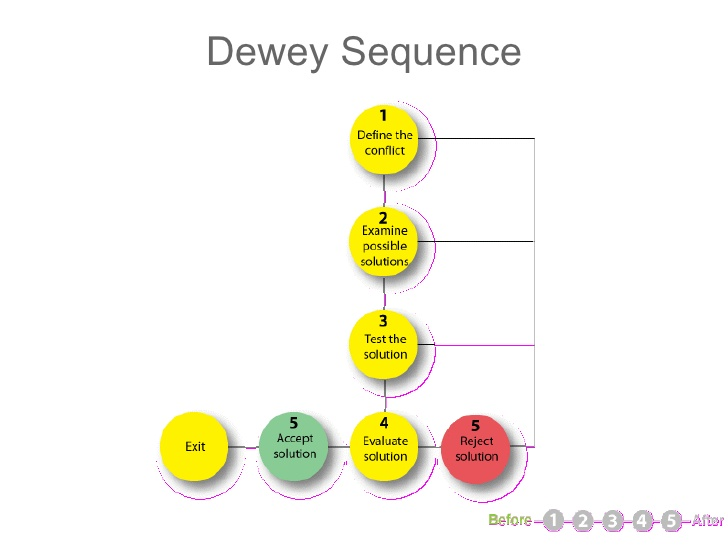 Dewey Sequence
1
Define the
conflict
2
Examine
possible
solutions
3
Test the
solution
Exit
5
Accept
solution
4
Evaluate
solution
5
Reject
solution
Before 1 2 3 4 5 After